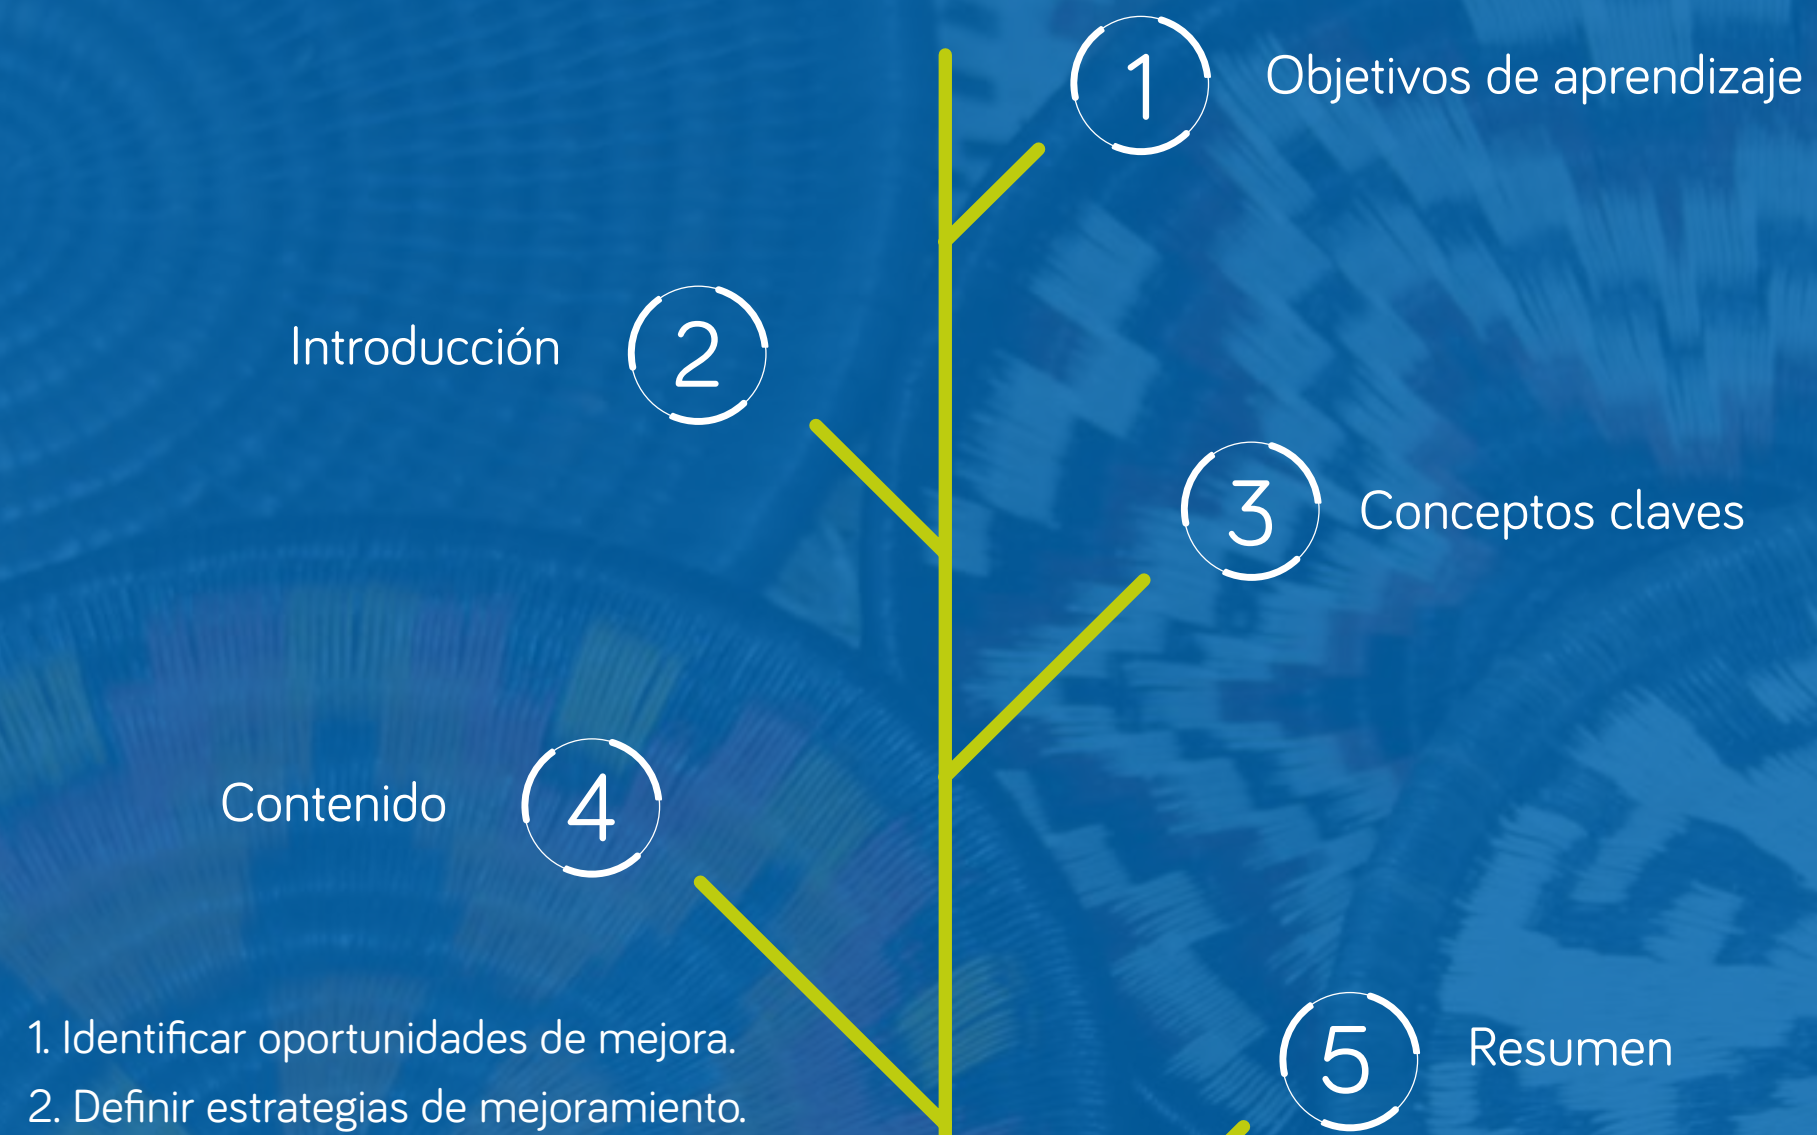 1
Objetivos de aprendizaje
2
Introducción
3
Conceptos claves
4
Contenido
1. Identificar oportunidades de mejora.
2. Definir estrategias de mejoramiento.
5
Resumen